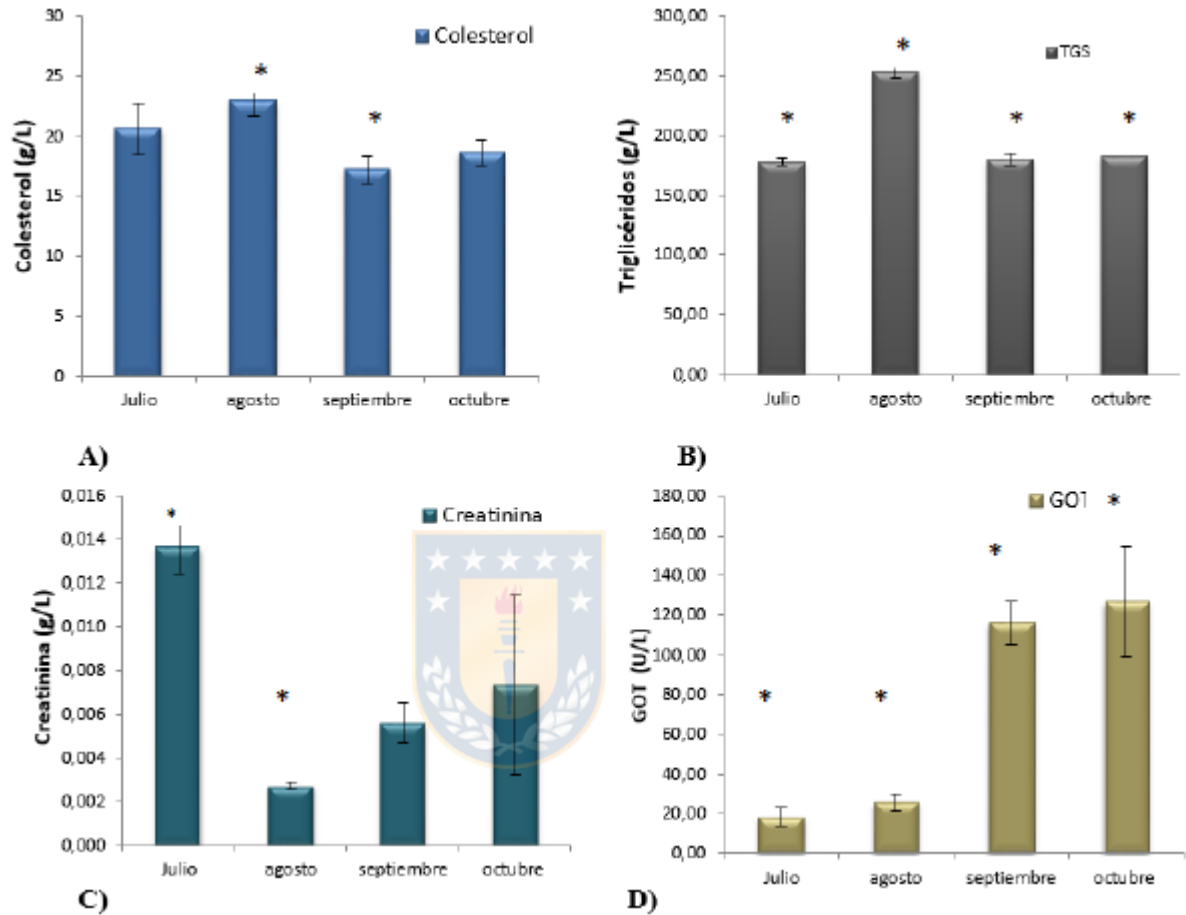 Colesterol (g/L)
30
25
20
15
10
5
0
Colesterol
*
*
Julio agosto septiembre octubre
A)
Triglicéridos (g/L)
300,00
250,00
200,00
150,00
100,00
50,00
0,00
TGS
*
*
*
*
Julio agosto septiembre octubre
B)
Creatinina (g/L)
0,016
0,014
0,012
0,010
0,008
0,006
0,004
0,002
0,000
Creatinina
*
*
Julio agosto septiembre octubre
C)
GOT (U/L)
180,00
160,00
140,00
120,00
100,00
80,00
60,00
40,00
20,00
0,00
GOT
*
*
*
*
Julio agosto septiembre octubre
D)